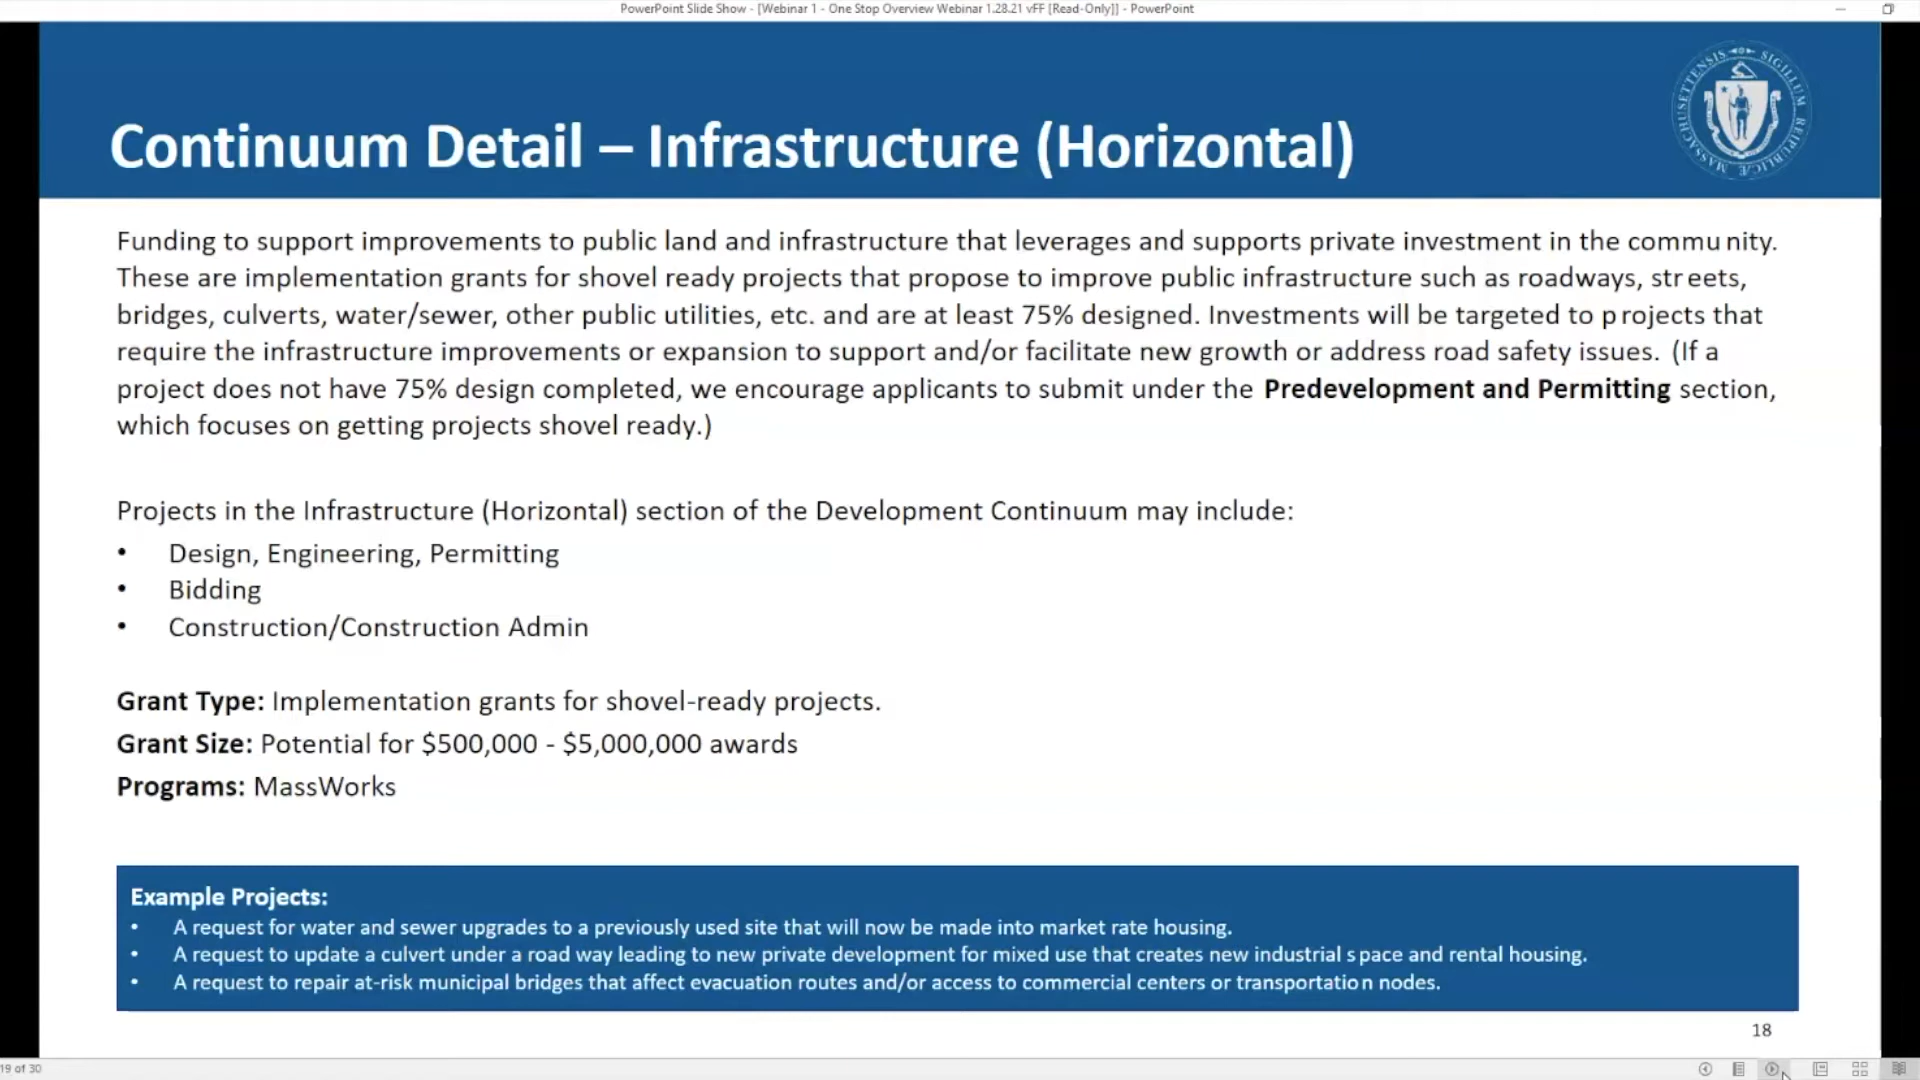 PowerPoint Slide Show - [Webinar 1 - One Stop Overview Webinar 1.28.21 vFF [Read-Only]] - PowerPoint
MASSACHUSETTENSIS SIGILLUM REIPUBLICÆ
Continuum Detail – Infrastructure (Horizontal)
Funding to support improvements to public land and infrastructure that leverages and supports private investment in the community.
These are implementation grants for shovel ready projects that propose to improve public infrastructure such as roadways, streets,
bridges, culverts, water/sewer, other public utilities, etc. and are at least 75% designed. Investments will be targeted to projects that
require the infrastructure improvements or expansion to support and/or facilitate new growth or address road safety issues. (If a
project does not have 75% design completed, we encourage applicants to submit under the Predevelopment and Permitting section,
which focuses on getting projects shovel ready.)
Projects in the Infrastructure (Horizontal) section of the Development Continuum may include:
• Design, Engineering, Permitting
• Bidding
• Construction/Construction Admin
Grant Type: Implementation grants for shovel-ready projects.
Grant Size: Potential for $500,000 - $5,000,000 awards
Programs: MassWorks
Example Projects:
• A request for water and sewer upgrades to a previously used site that will now be made into market rate housing.
• A request to update a culvert under a road way leading to new private development for mixed use that creates new industrial space and rental housing.
• A request to repair at-risk municipal bridges that affect evacuation routes and/or access to commercial centers or transportation nodes.
18
19 of 30